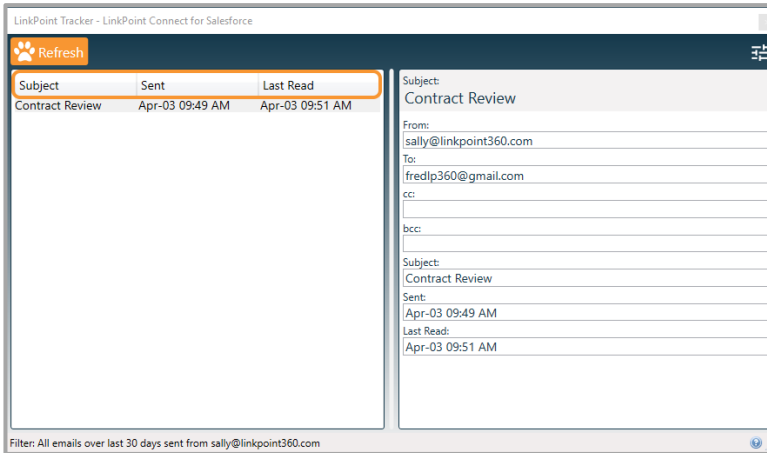 LinkPoint Tracker - LinkPoint Connect for Salesforce
Refresh
Subject Sent Last Read
Contract Review Apr-03 09:49 AM Apr-03 09:51 AM
Subject:
Contract Review
From:
sally@linkpoint360.com
To:
fredlp360@gmail.com
cc:
bcc:
Subject:
Contract Review
Sent:
Apr-03 09:49 AM
Last Read:
Apr-03 09:51 AM
Filter: All emails over last 30 days sent from sally@linkpoint360.com